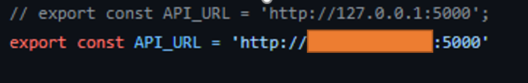 // export const API_URL = 'http://127.0.0.1:5000';
export const API_URL = 'http:// :5000'